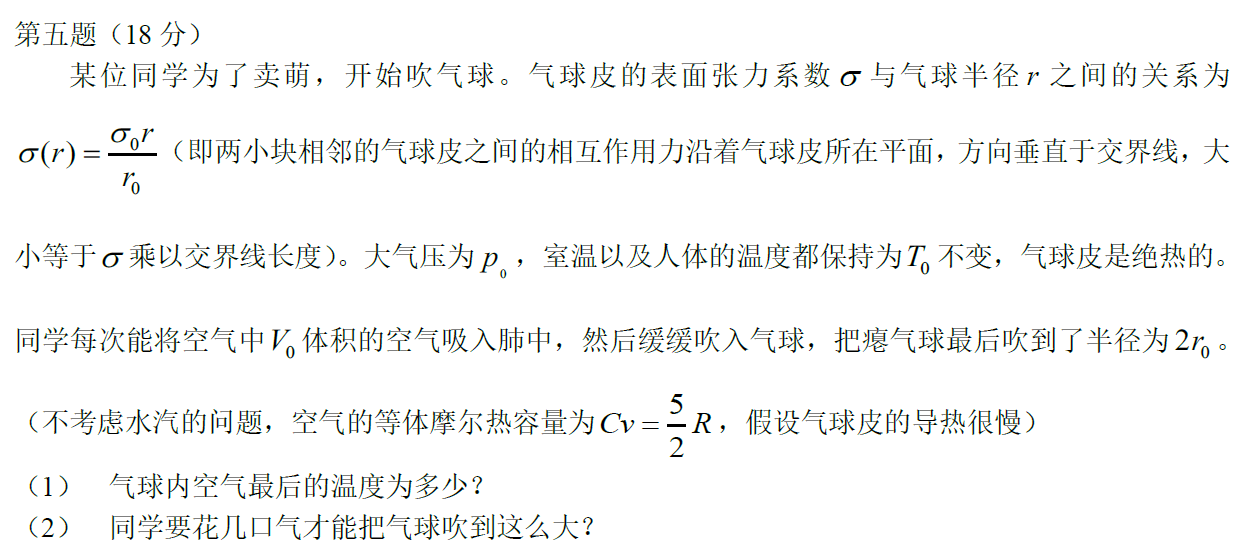 第五题（18 分）
某位同学为了卖萌，开始吹气球。气球皮的表面张力系数 σ 与气球半径 r 之间的关系为
σ(r) = σ₀r / r₀（即两小块相邻的气球皮之间的相互作用力沿着气球皮所在平面，方向垂直于交界线，大
小等于 σ 乘以交界线长度）。大气压为 p₀，室温以及人体的温度都保持为 T₀ 不变，气球皮是绝热的。
同学每次能将空气中 V₀ 体积的空气吸入肺中，然后缓缓吹入气球，把瘪气球最后吹到了半径为 2r₀。
（不考虑水汽的问题，空气的等体摩尔热容量为 Cv = 5/2 R，假设气球皮的导热很慢）
（1） 气球内空气最后的温度为多少？
（2） 同学要花几口气才能把气球吹到这么大？